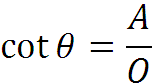 cot θ = A/O